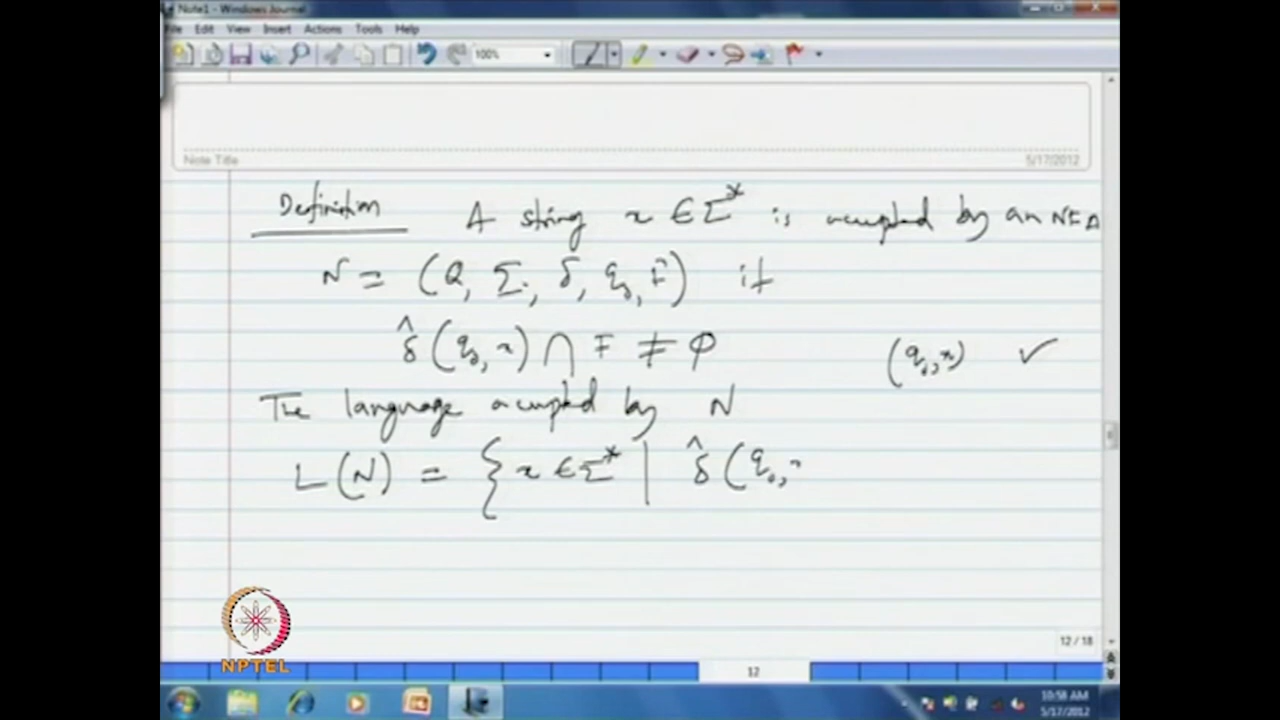 Note1 - Windows Journal
File Edit View Insert Actions Tools Help
100%
Note Title 5/17/2012
Definition A string x ∈ Σ* is accepted by an NFA
N = (Q, Σ, δ, q₀, F) if
δ̂(q₀, x) ∩ F ≠ φ (q₀, x) ✓
The language accepted by N
L(N) = { x ∈ Σ* | δ̂(q₀,
NPTEL
12 / 18
12
10:58 AM
5/17/2012